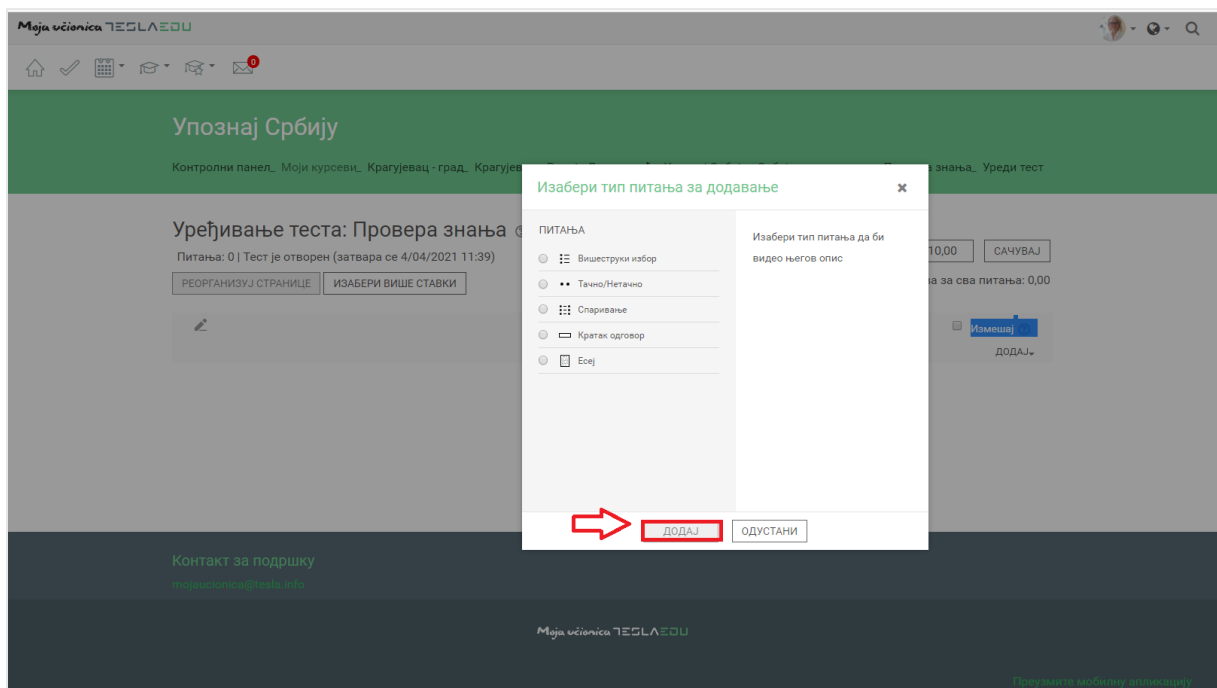 Moja učionica TESLAEDU
0
Упознај Србију
Контролни панел_ Моји курсеви_ Крагујевац - град_ Крагујев
знања_ Уреди тест
Изабери тип питања за додавање
Уређивање теста: Провера знања
Питања: 0 | Тест је отворен (затвара се 4/04/2021 11:39)
РЕОРГАНИЗУЈ СТРАНИЦЕ
ИЗАБЕРИ ВИШЕ СТАВКИ
ПИТАЊА
Вишеструки избор
Тачно/Нетачно
Спаривање
Кратак одговор
Есеј
Изабери тип питања да би
видео његов опис
10,00
САЧУВАЈ
за сва питања: 0,00
Измешај
ДОДАЈ
ДОДАЈ
ОДУСТАНИ
Контакт за подршку
mojaucionica@tesla.info
Moja učionica TESLAEDU
Преузмите мобилну апликацију